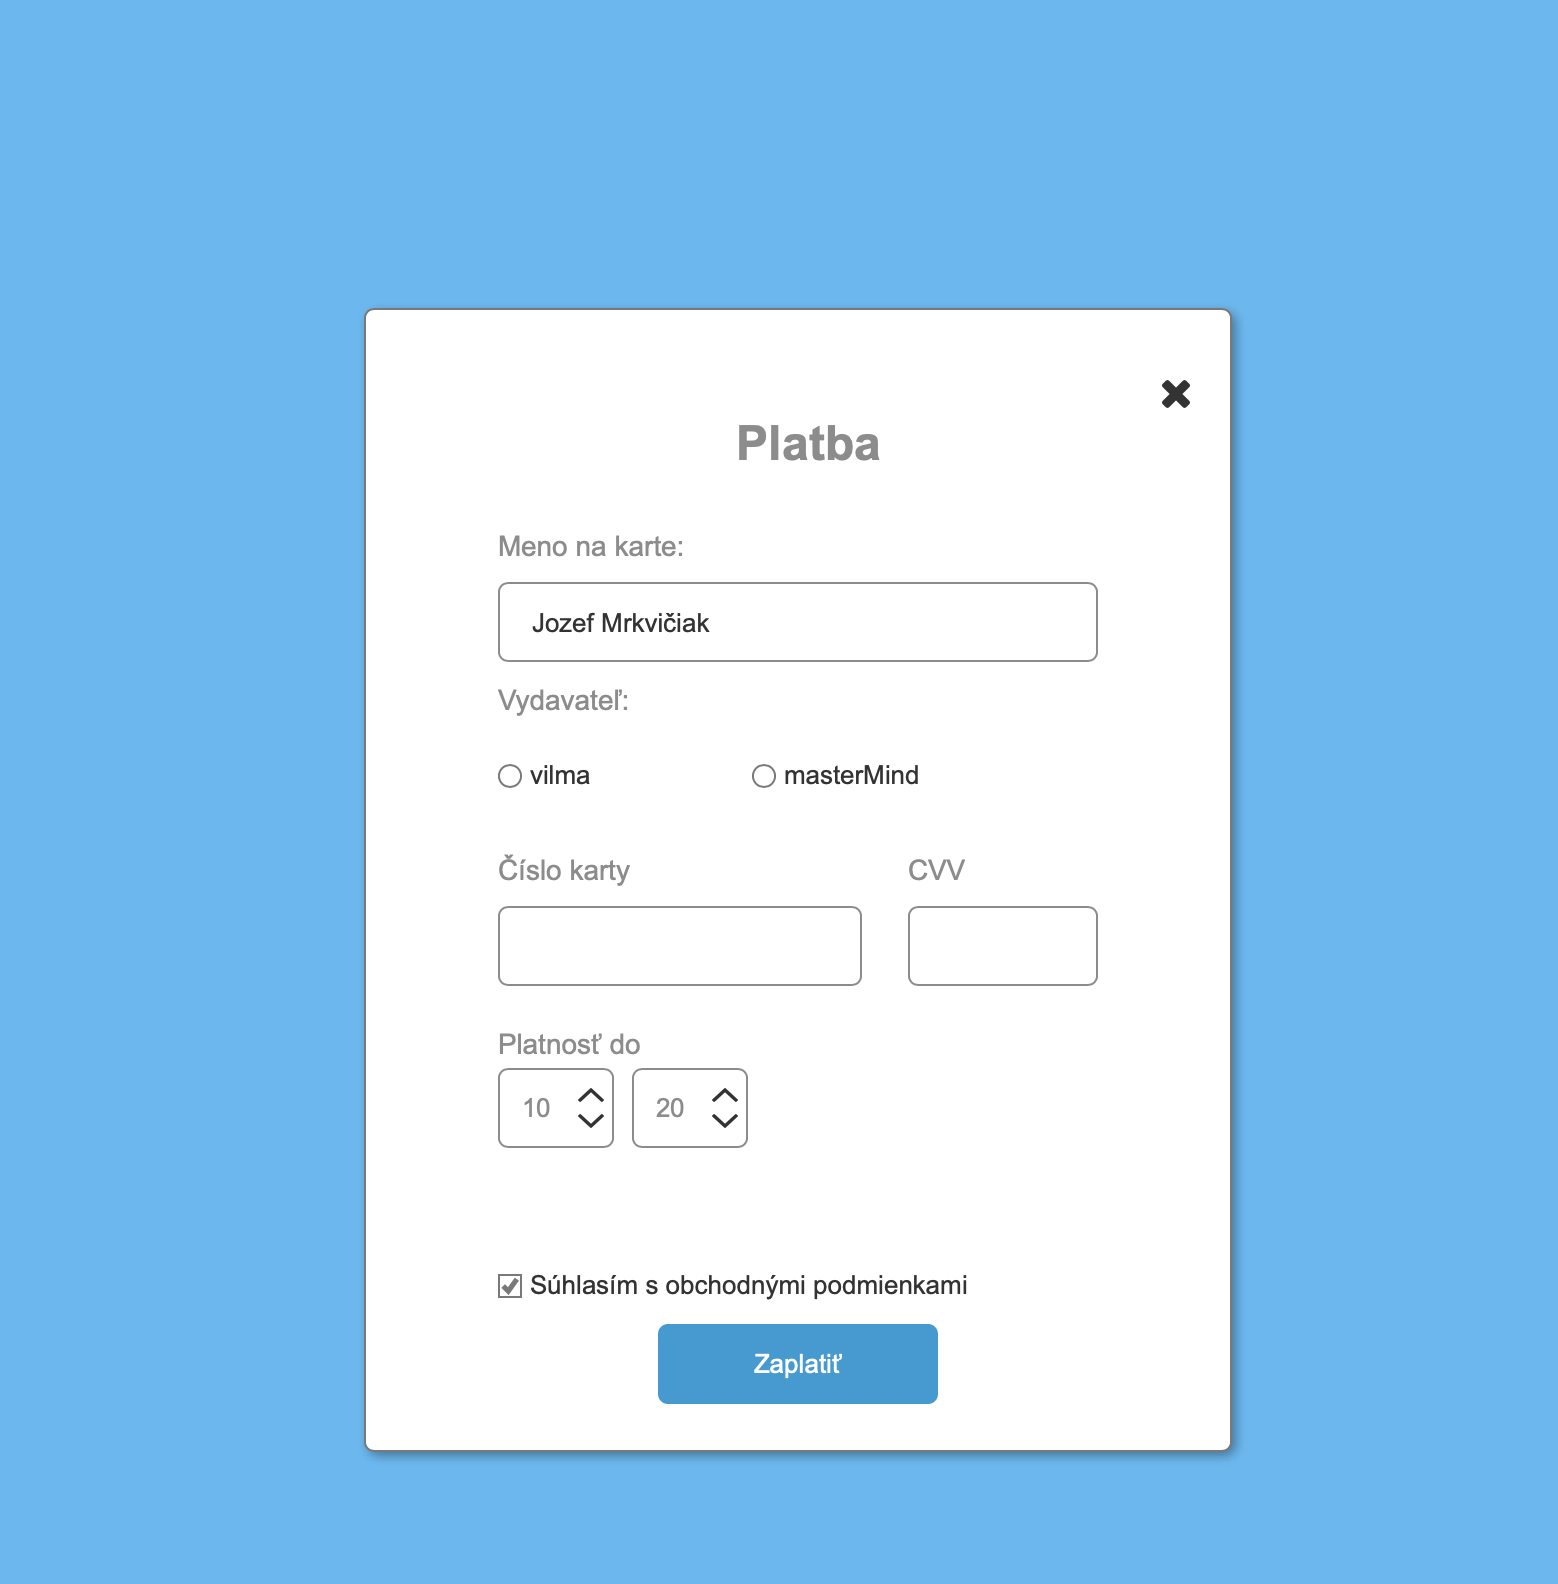 Platba
Meno na karte:
Jozef Mrkvičiak
Vydavateľ:
vilma masterMind
Číslo karty CVV
Platnosť do
10 20
Súhlasím s obchodnými podmienkami
Zaplatiť